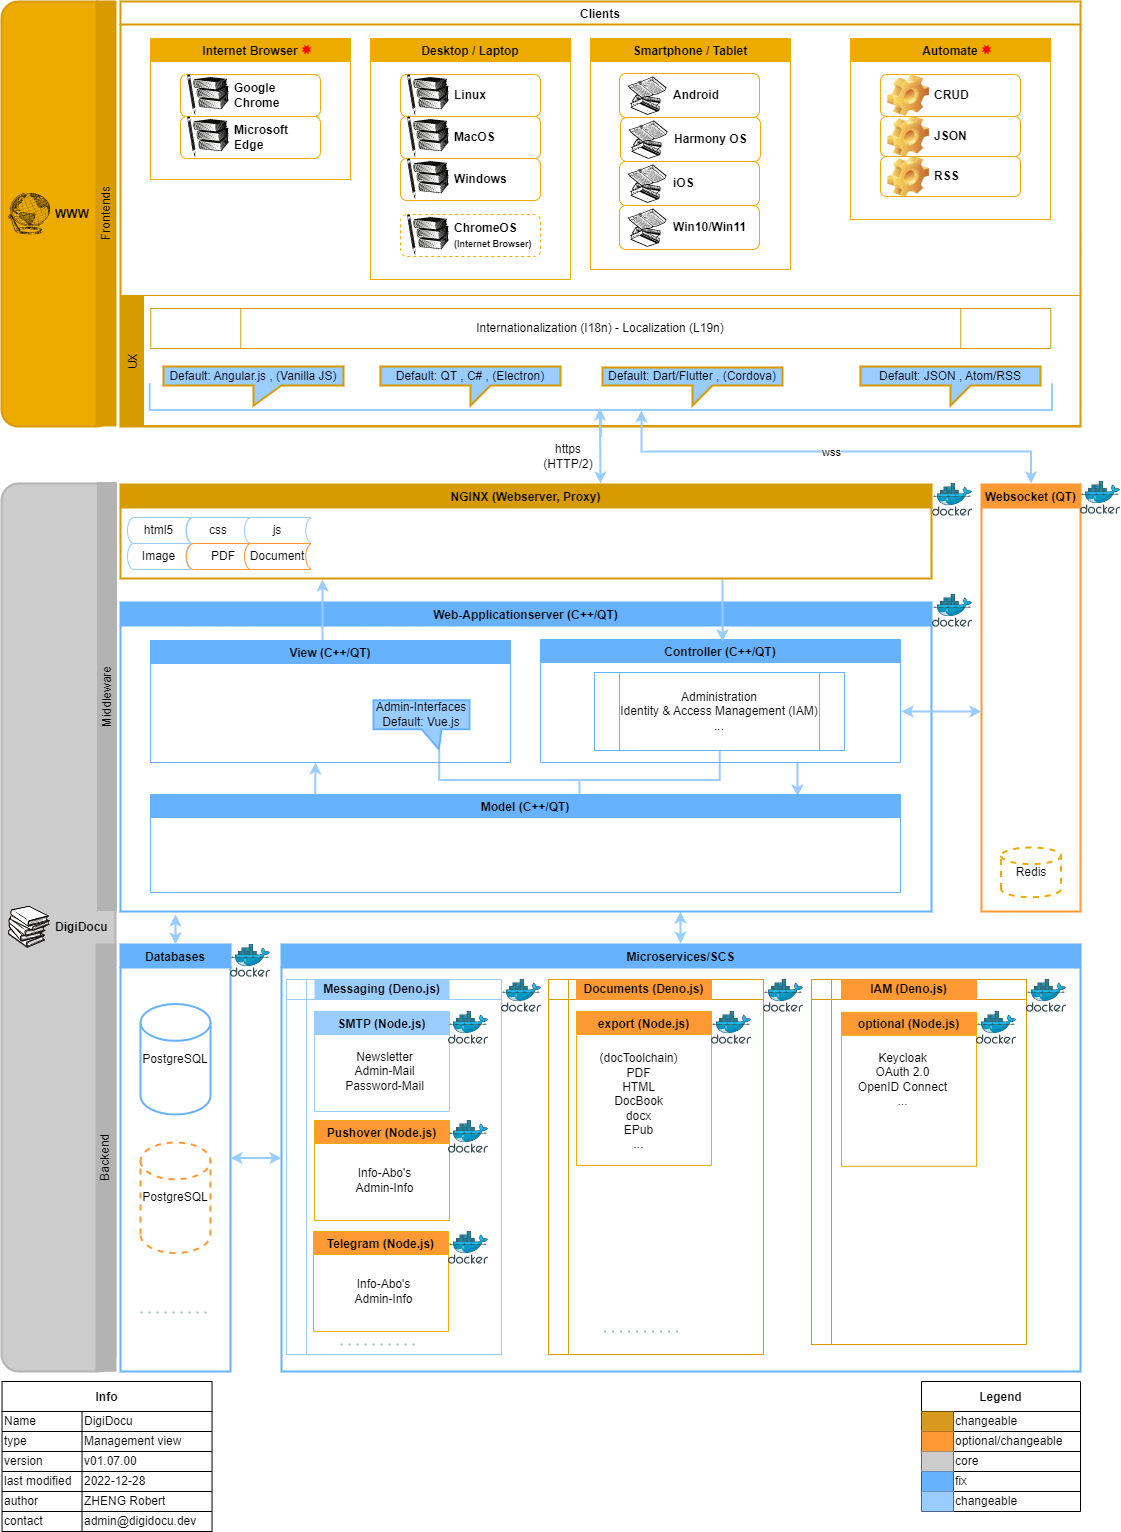 Clients
Internet Browser
Google
Chrome
Microsoft
Edge
Desktop / Laptop
Linux
MacOS
Windows
ChromeOS
(Internet Browser)
Smartphone / Tablet
Android
Harmony OS
iOS
Win10/Win11
Automate
CRUD
JSON
RSS
WWW
Frontends
UX
Internationalization (I18n) - Localization (L19n)
Default: Angular.js , (Vanilla JS)
Default: QT , C# , (Electron)
Default: Dart/Flutter , (Cordova)
Default: JSON , Atom/RSS
https
(HTTP/2)
wss
NGINX (Webserver, Proxy)
docker
Websocket (QT)
docker
html5
css
js
Image
PDF
Document
Web-Applicationserver (C++/QT)
docker
View (C++/QT)
Admin-Interfaces
Default: Vue.js
Controller (C++/QT)
Administration
Identity & Access Management (IAM)
...
Model (C++/QT)
Redis
Middleware
DigiDocu
Backend
Databases
docker
PostgreSQL
PostgreSQL
Microservices/SCS
Messaging (Deno.js)
docker
SMTP (Node.js)
docker
Newsletter
Admin-Mail
Password-Mail
Pushover (Node.js)
docker
Info-Abo's
Admin-Info
Telegram (Node.js)
docker
Info-Abo's
Admin-Info
Documents (Deno.js)
docker
export (Node.js)
docker
(docToolchain)
PDF
HTML
DocBook
docx
EPub
...
IAM (Deno.js)
docker
optional (Node.js)
docker
Keycloak
OAuth 2.0
OpenID Connect
...
Info
Name DigiDocu
type Management view
version v01.07.00
last modified 2022-12-28
author ZHENG Robert
contact admin@digidocu.dev
Legend
changeable
optional/changeable
core
fix
changeable